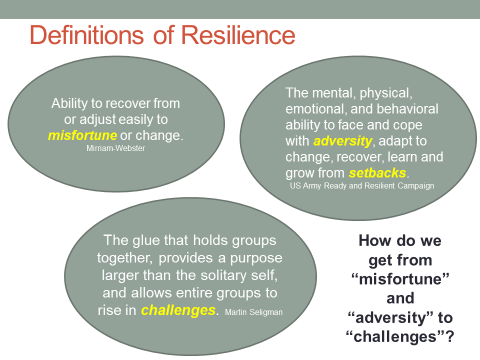 Definitions of Resilience
Ability to recover from
or adjust easily to
misfortune or change.
Mirriam-Webster
The mental, physical,
emotional, and behavioral
ability to face and cope
with adversity, adapt to
change, recover, learn and
grow from setbacks.
US Army Ready and Resilient Campaign
The glue that holds groups
together, provides a purpose
larger than the solitary self,
and allows entire groups to
rise in challenges. Martin Seligman
How do we
get from
“misfortune”
and
“adversity” to
“challenges”?